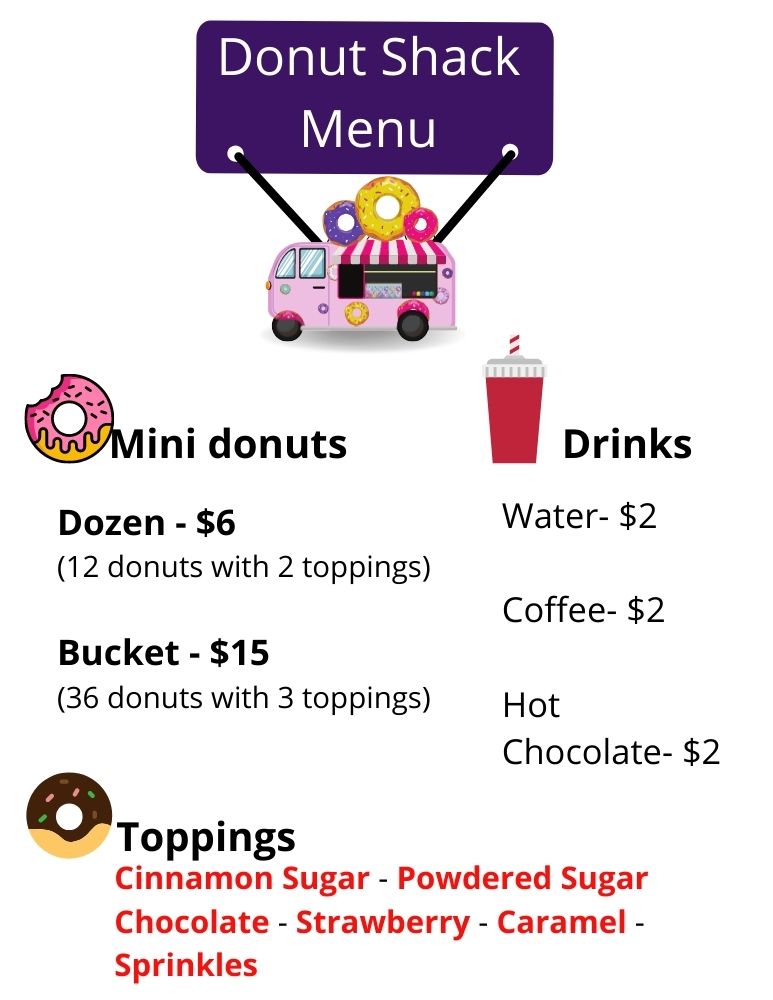 Donut Shack
Menu
Mini donuts
Dozen - $6
(12 donuts with 2 toppings)
Bucket - $15
(36 donuts with 3 toppings)
Drinks
Water- $2
Coffee- $2
Hot
Chocolate- $2
Toppings
Cinnamon Sugar - Powdered Sugar
Chocolate - Strawberry - Caramel -
Sprinkles